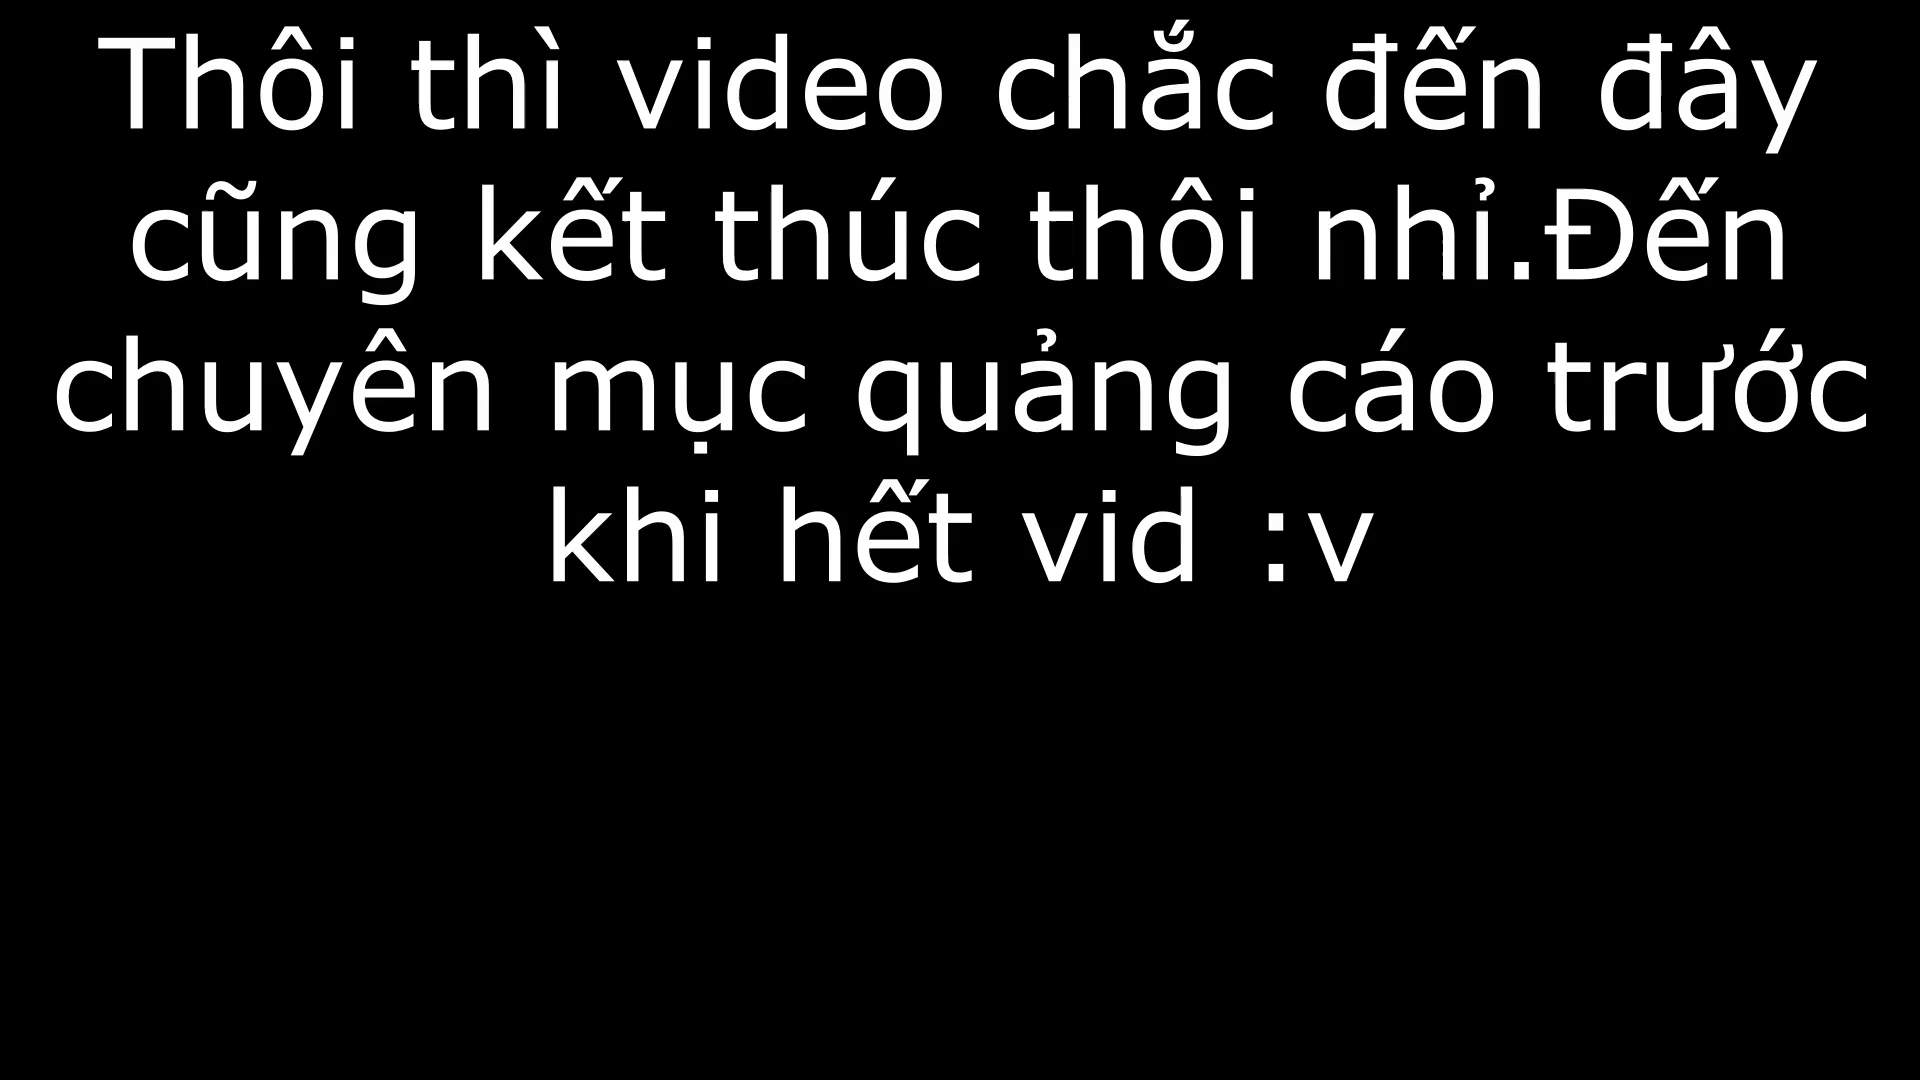 Thôi thì video chắc đến đây
cũng kết thúc thôi nhỉ.Đến
chuyên mục quảng cáo trước
khi hết vid :v